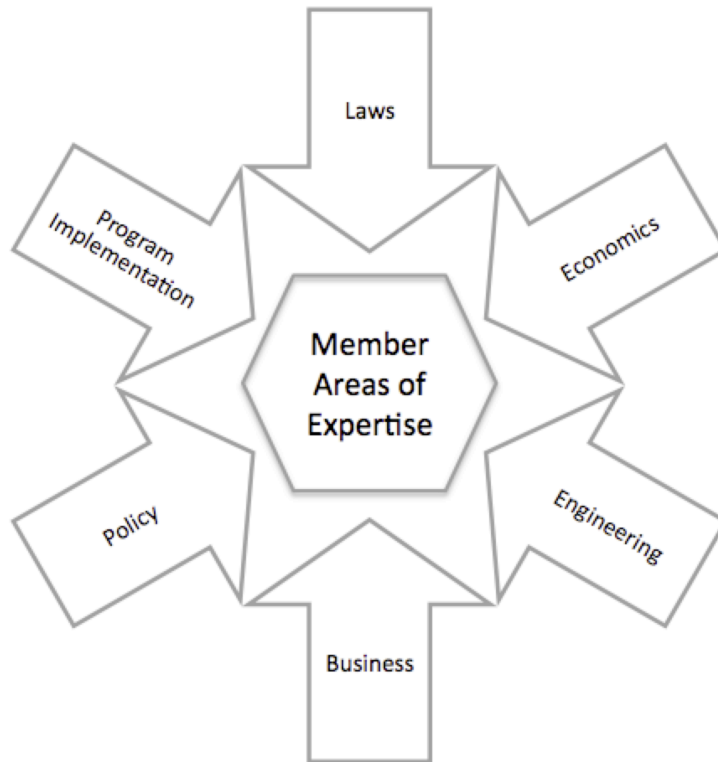 Laws
Program
Implementation
Economics
Member
Areas of
Expertise
Policy
Engineering
Business